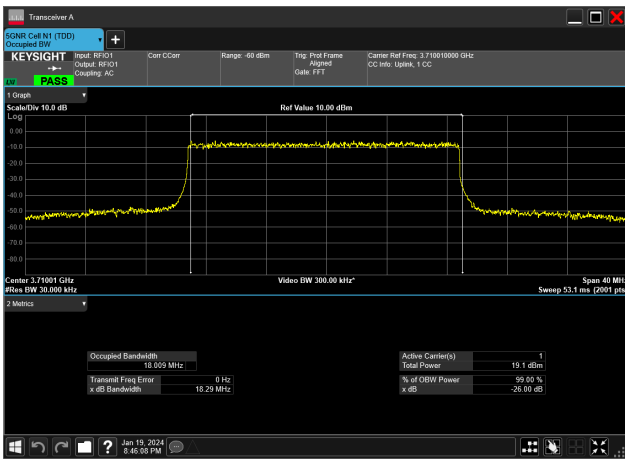 Transceiver A
5GNR Cell N1 (TDD)
Occupied BW
KEYSIGHT
LXI
PASS
Input: RFIO1
Output: RFIO1
Coupling: AC
Corr CCorr
Range: -60 dBm
Trig: Prot Frame
Aligned
Gate: FFT
Carrier Ref Freq: 3.710010000 GHz
CC Info: Uplink, 1 CC
1 Graph
Scale/Div 10.0 dB
Ref Value 10.00 dBm
Log
0.00
-10.0
-20.0
-30.0
-40.0
-50.0
-60.0
-70.0
-80.0
Center 3.71001 GHz
Video BW 300.00 kHz*
Span 40 MHz
#Res BW 30.000 kHz
Sweep 53.1 ms (2001 pts
2 Metrics
Occupied Bandwidth
18.009 MHz
Active Carrier(s) 1
Total Power 19.1 dBm
Transmit Freq Error 0 Hz
x dB Bandwidth 18.29 MHz
% of OBW Power 99.00 %
x dB -26.00 dB
?
Jan 19, 2024
8:46:08 PM